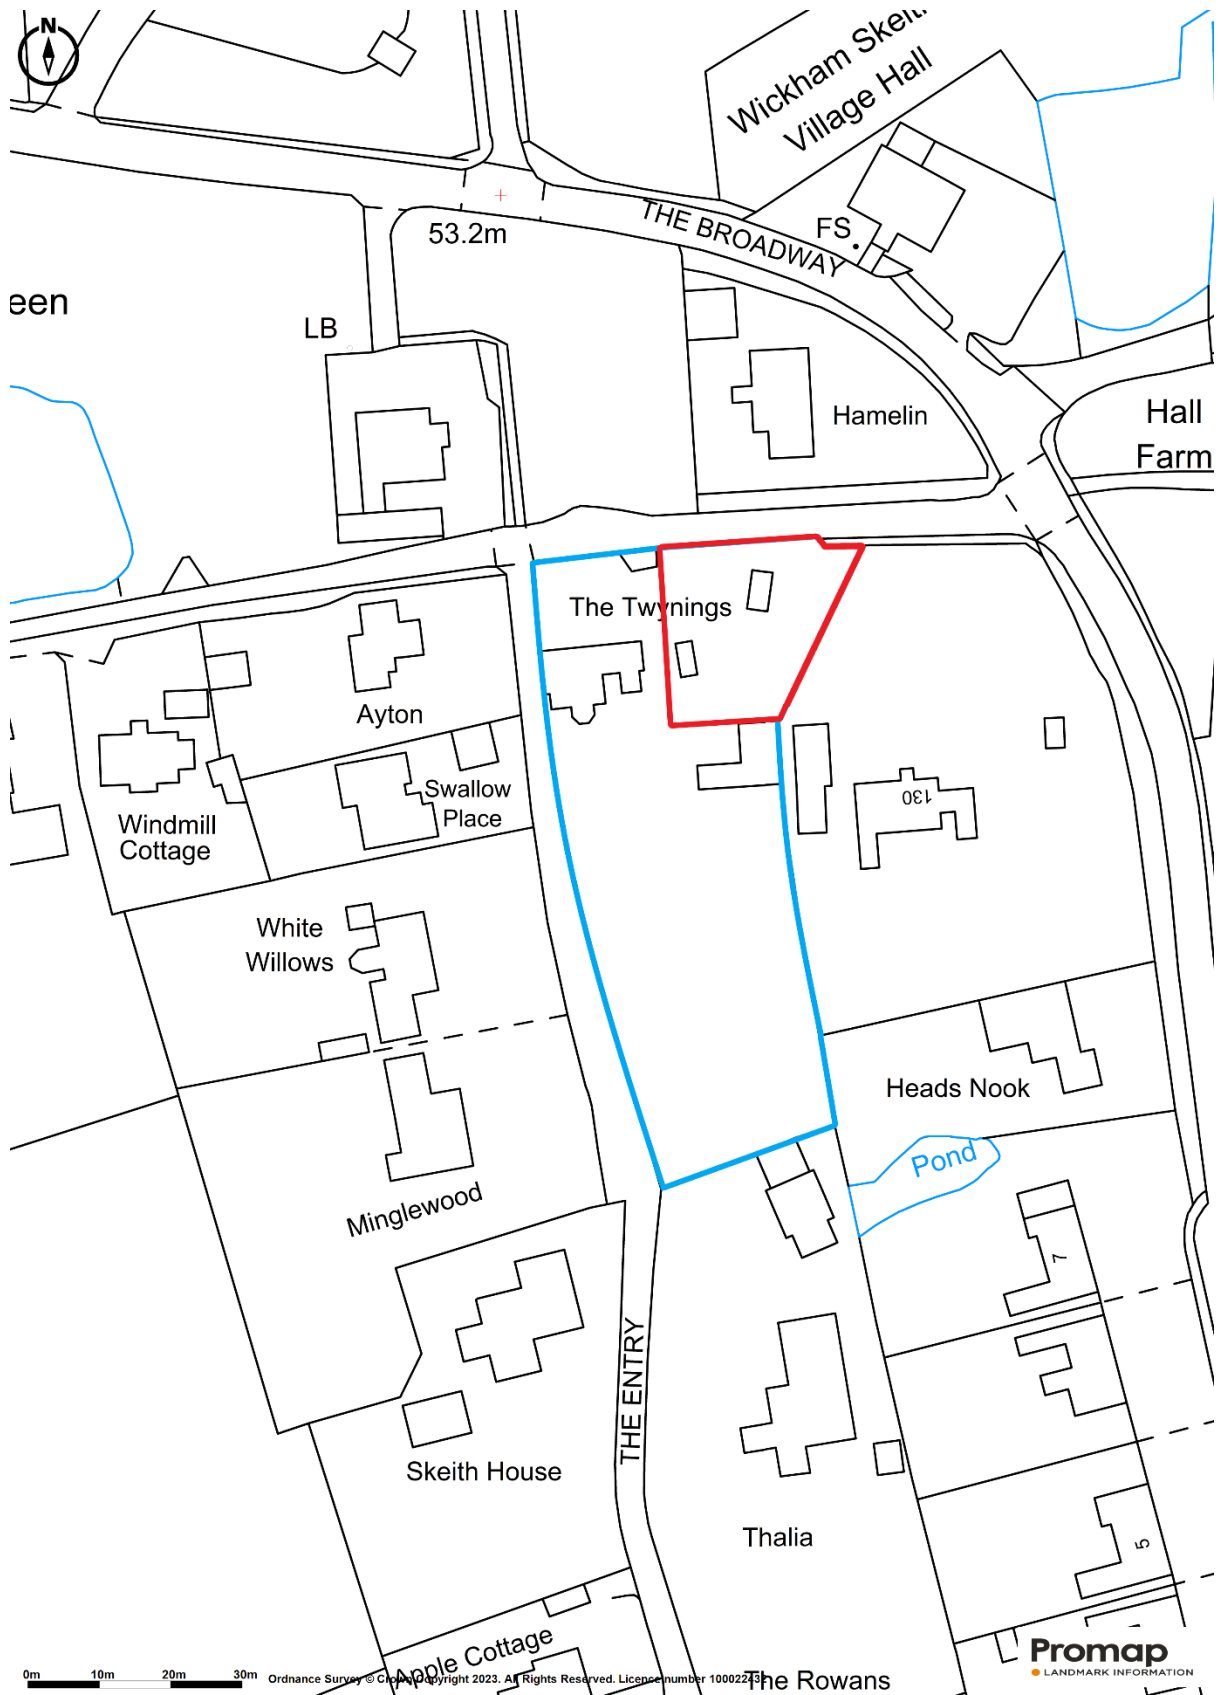 N
Wickham Skeith
Village Hall
THE BROADWAY
FS
53.2m
een
LB
Hamelin
Hall
Farm
The Twynings
Ayton
Swallow
Place
Windmill
Cottage
130
White
Willows
Heads Nook
Pond
Minglewood
7
THE ENTRY
Skeith House
Thalia
5
Apple Cottage
The Rowans
Promap
LANDMARK INFORMATION
0m 10m 20m 30m
Ordnance Survey © Crown Copyright 2023. All Rights Reserved. Licence number 100022432